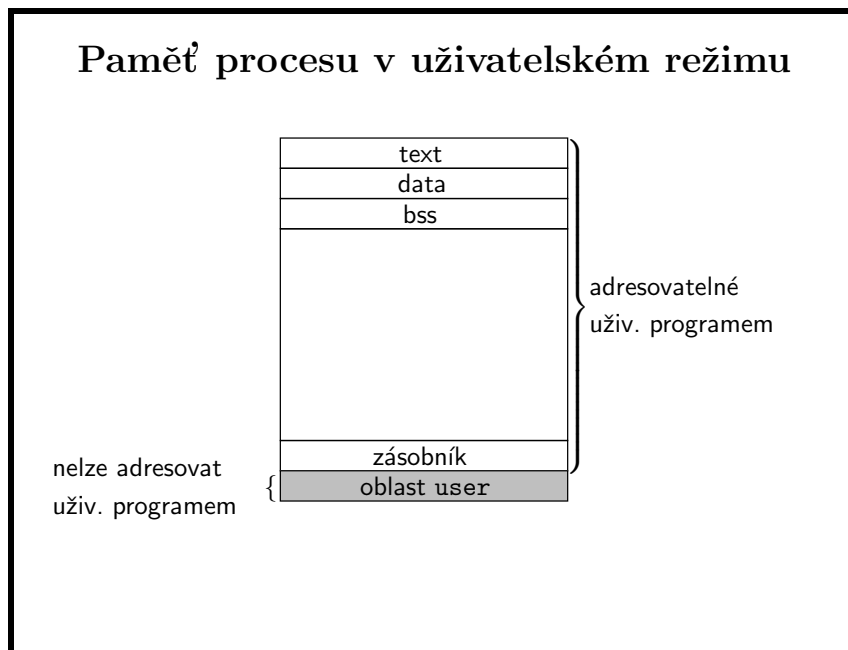 Paměť procesu v uživatelském režimu
text
data
bss
adresovatelné
uživ. programem
zásobník
nelze adresovat
uživ. programem
{
oblast user